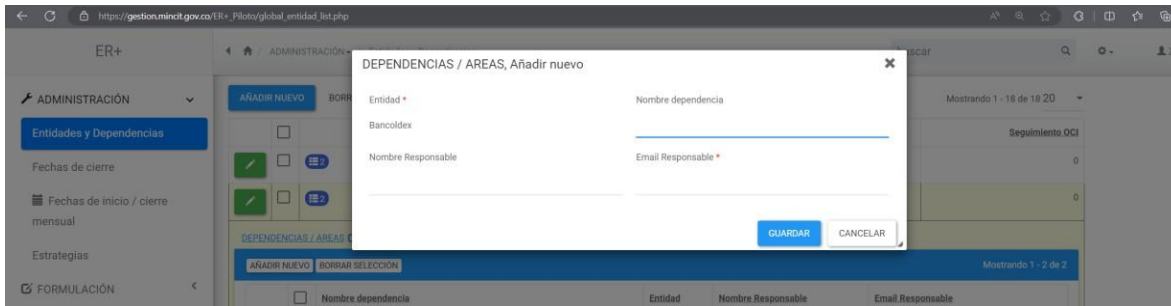 https://gestion.mincit.gov.co/ER+_Piloto/global_entidad_list.php
ER+
ADMINISTRACIÓN
DEPENDENCIAS / AREAS, Añadir nuevo
ADMINISTRACIÓN
AÑADIR NUEVO
Entidad *
Nombre dependencia
Mostrando 1 - 18 de 18 20
Entidades y Dependencias
Bancoldex
Seguimiento OCI
Fechas de cierre
2
Nombre Responsable
Email Responsable *
0
Fechas de inicio / cierre
mensual
2
0
Estrategias
GUARDAR
CANCELAR
DEPENDENCIAS / AREAS
AÑADIR NUEVO
BORRAR SELECCIÓN
Mostrando 1 - 2 de 2
FORMULACIÓN
Nombre dependencia
Entidad
Nombre Responsable
Email Responsable